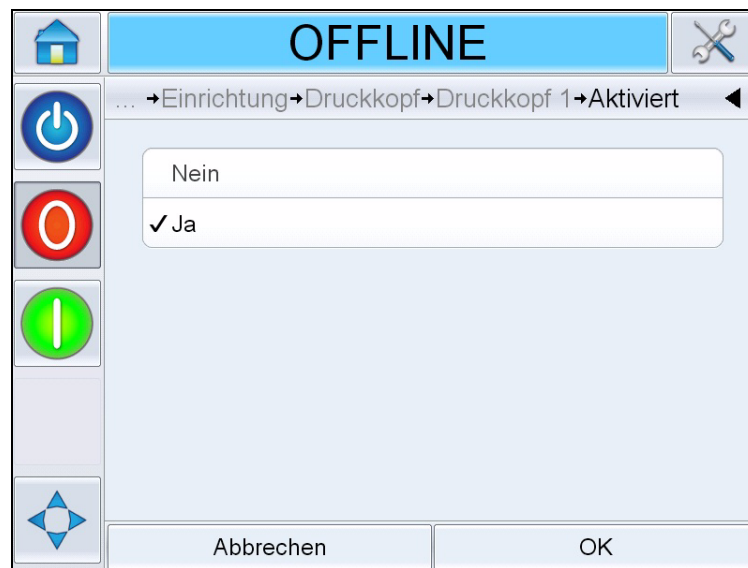 OFFLINE
... →Einrichtung→Druckkopf→Druckkopf 1→Aktiviert
Nein
✓Ja
Abbrechen
OK